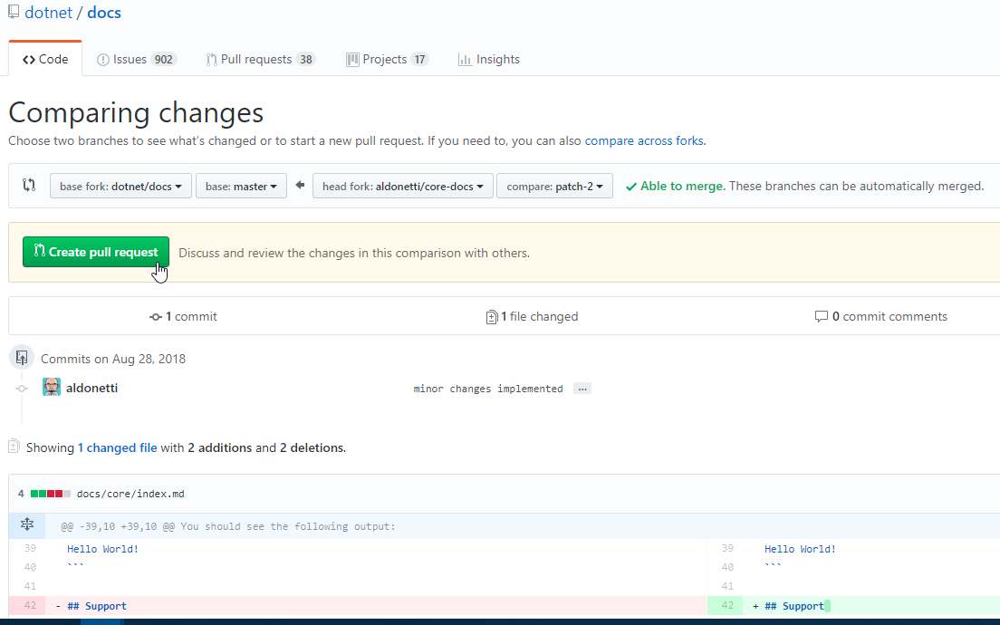 dotnet / docs
Code Issues 902 Pull requests 38 Projects 17 Insights
Comparing changes
Choose two branches to see what's changed or to start a new pull request. If you need to, you can also compare across forks.
base fork: dotnet/docs base: master head fork: aldonetti/core-docs compare: patch-2 Able to merge. These branches can be automatically merged.
Create pull request Discuss and review the changes in this comparison with others.
1 commit 1 file changed 0 commit comments
Commits on Aug 28, 2018
aldonetti minor changes implemented ...
Showing 1 changed file with 2 additions and 2 deletions.
4 docs/core/index.md
@@ -39,10 +39,10 @@ You should see the following output:
39 Hello World! 39 Hello World!
40 ``` 40 ```
41 41
42 - ## Support 42 + ## Support